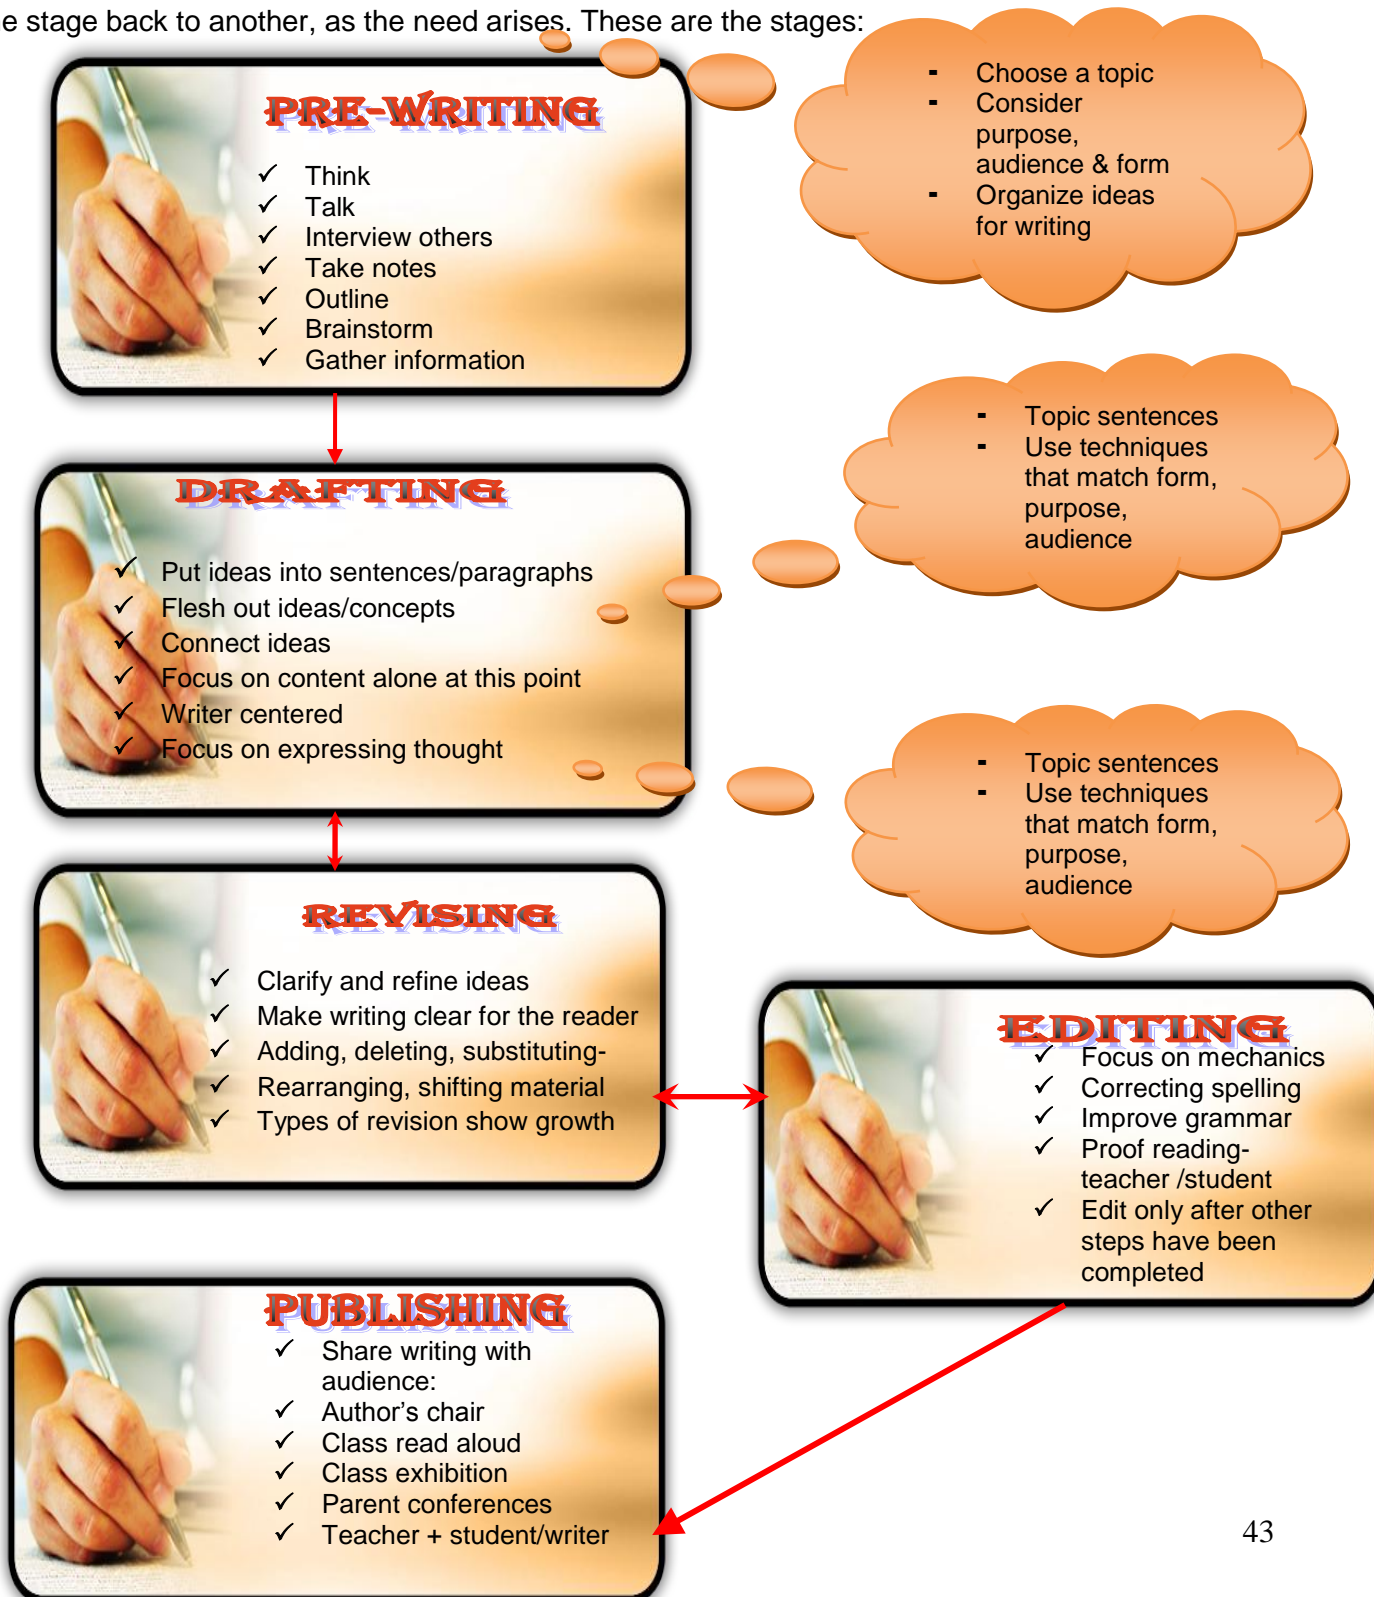 e stage back to another, as the need arises. These are the stages:
PRE-WRITING
✓ Think
✓ Talk
✓ Interview others
✓ Take notes
✓ Outline
✓ Brainstorm
✓ Gather information
- Choose a topic
- Consider
purpose,
audience & form
- Organize ideas
for writing
DRAFTING
✓ Put ideas into sentences/paragraphs
✓ Flesh out ideas/concepts
✓ Connect ideas
✓ Focus on content alone at this point
✓ Writer centered
✓ Focus on expressing thought
- Topic sentences
- Use techniques
that match form,
purpose,
audience
- Topic sentences
- Use techniques
that match form,
purpose,
audience
REVISING
✓ Clarify and refine ideas
✓ Make writing clear for the reader
✓ Adding, deleting, substituting-
✓ Rearranging, shifting material
✓ Types of revision show growth
EDITING
✓ Focus on mechanics
✓ Correcting spelling
✓ Improve grammar
✓ Proof reading-
teacher /student
✓ Edit only after other
steps have been
completed
PUBLISHING
✓ Share writing with
audience:
✓ Author's chair
✓ Class read aloud
✓ Class exhibition
✓ Parent conferences
✓ Teacher + student/writer
43